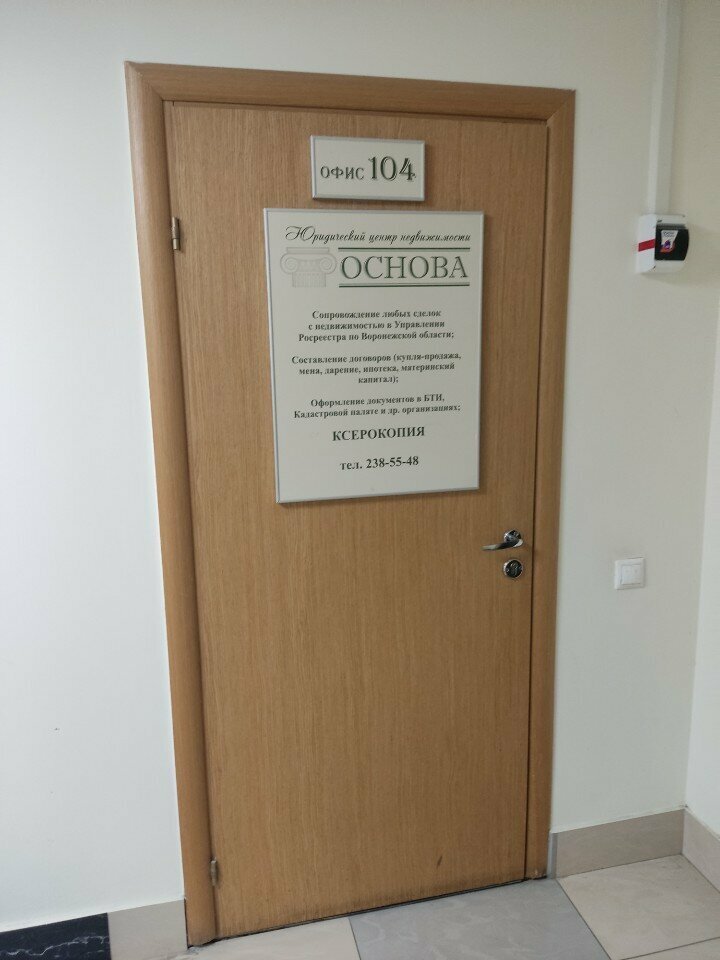 ОФИС 104
Юридический центр недвижимости
ОСНОВА
Сопровождение любых сделок
с недвижимостью в Управлении
Росреестра по Воронежской области;
Составление договоров (купля-продажа,
мена, дарение, ипотека, материнский
капитал);
Оформление документов в БТИ,
Кадастровой палате и др. организациях;
КСЕРОКОПИЯ
тел. 238-55-48